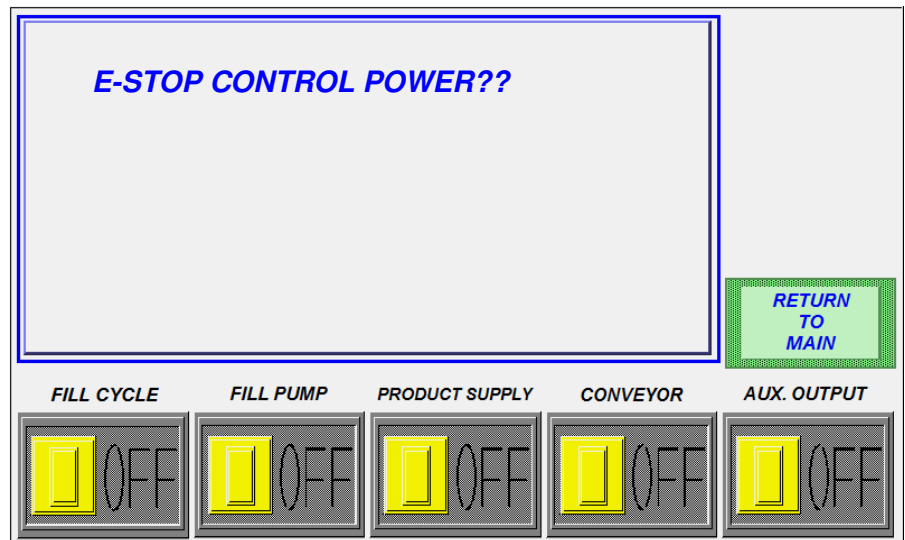 E-STOP CONTROL POWER??
RETURN
TO
MAIN
FILL CYCLE FILL PUMP PRODUCT SUPPLY CONVEYOR AUX. OUTPUT
OFF OFF OFF OFF OFF